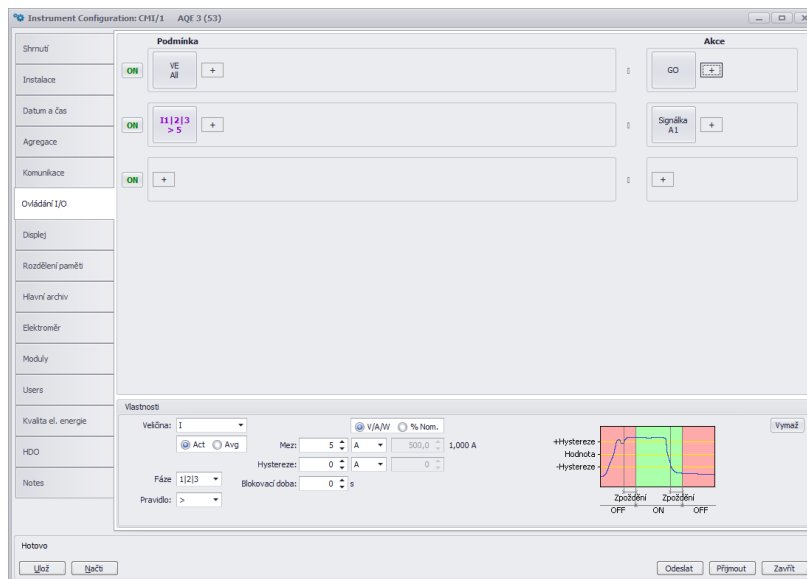 Instrument Configuration: CMI/1 AQE 3 (53)
Shrnutí
Instalace
Datum a čas
Agregace
Komunikace
Ovládání I/O
Displej
Rozdělení paměti
Hlavní archiv
Elektroměr
Moduly
Users
Kvalita el. energie
HDO
Notes
Podmínka
Akce
ON
VE
All
+
GO
+
ON
I1|2|3
> 5
+
Signálka
A1
+
ON
+
+
Vlastnosti
Veličina: I
V/A/W % Nom.
Act Avg
Mez: 5 A 500,0 1,000 A
Hystereze: 0 A 0
Fáze 1|2|3
Blokovací doba: 0 s
Pravidlo: >
+Hystereze
Hodnota
-Hystereze
Zpoždění Zpoždění
OFF ON OFF
Vymaž
Hotovo
Ulož Načti Odeslat Přijmout Zavřít